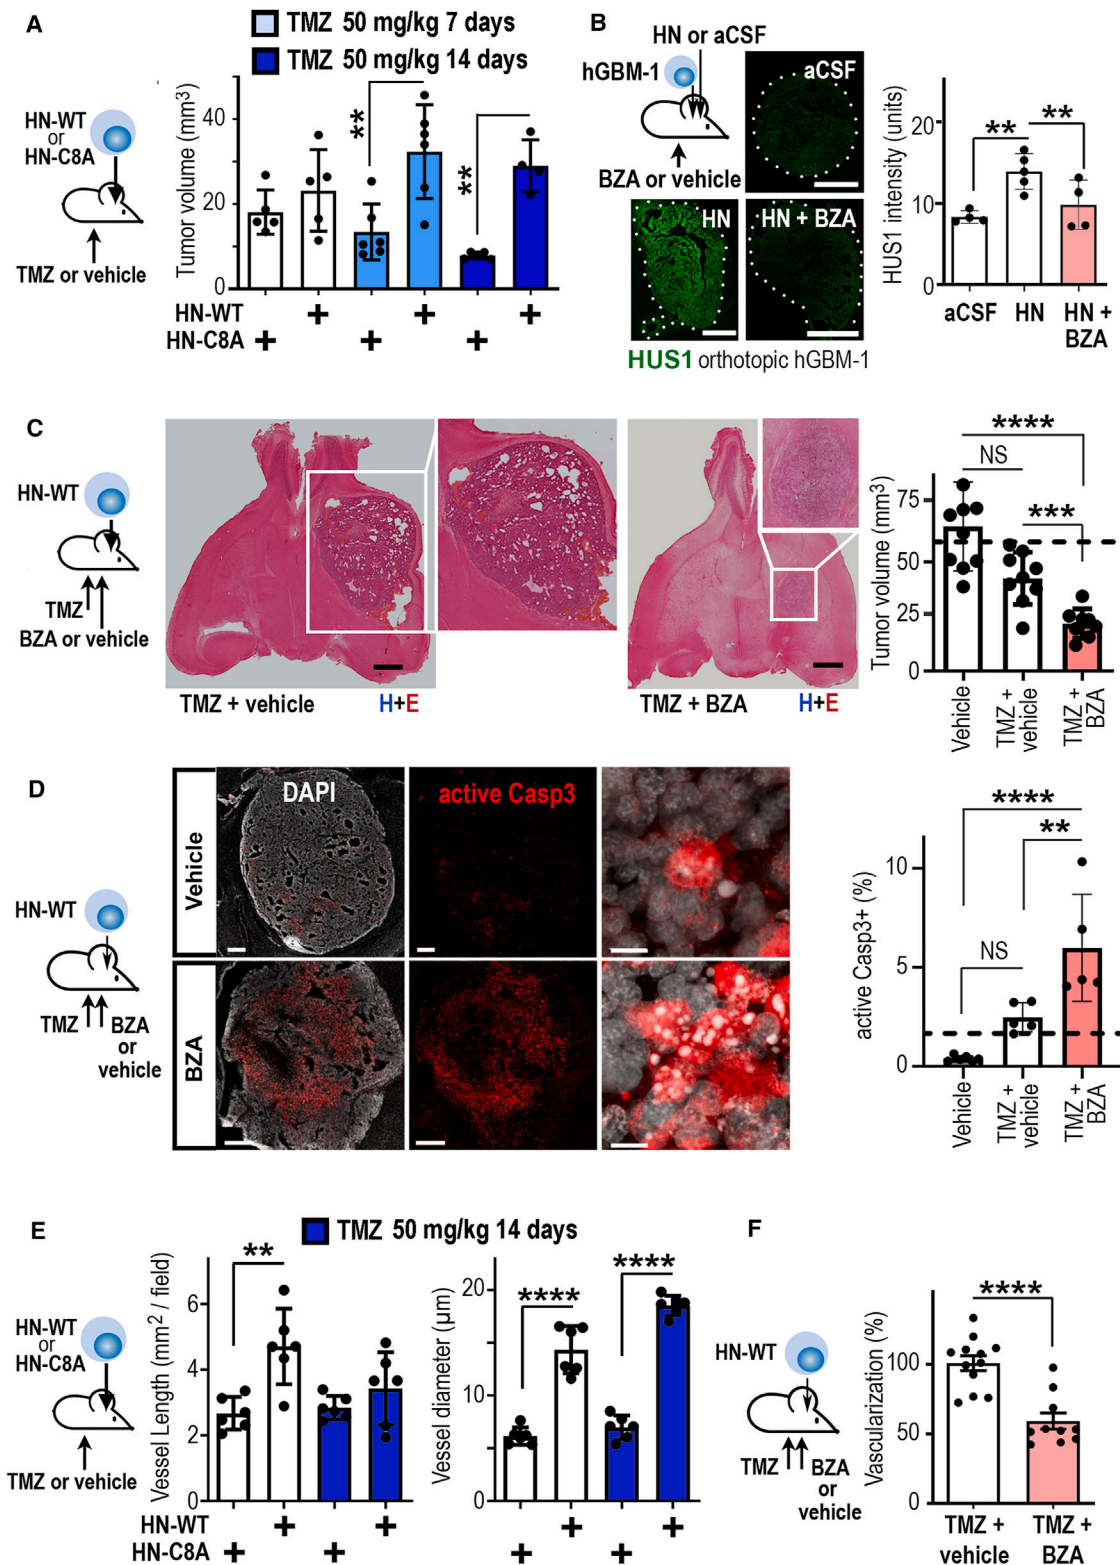 A
TMZ 50 mg/kg 7 days
TMZ 50 mg/kg 14 days
HN-WT
or
HN-C8A
TMZ or vehicle
Tumor volume (mm3)
40
20
0
**
**
HN-WT
HN-C8A
+
+
+
+
+
+
B
HN or aCSF
hGBM-1
BZA or vehicle
aCSF
HN
HN + BZA
HUS1 orthotopic hGBM-1
HUS1 intensity (units)
20
10
0
**
**
aCSF
HN
HN +
BZA
C
HN-WT
TMZ
BZA or vehicle
TMZ + vehicle
H+E
TMZ + BZA
H+E
Tumor volume (mm3)
75
50
25
0
****
NS
***
Vehicle
TMZ +
vehicle
TMZ +
BZA
D
HN-WT
TMZ
BZA
or
vehicle
Vehicle
BZA
DAPI
active Casp3
active Casp3+ (%)
10
5
0
****
**
NS
Vehicle
TMZ +
vehicle
TMZ +
BZA
E
TMZ 50 mg/kg 14 days
HN-WT
or
HN-C8A
TMZ or vehicle
Vessel Length (mm2 / field)
6
4
2
0
**
Vessel diameter (µm)
20
10
0
****
****
HN-WT
HN-C8A
+
+
+
+
+
+
+
+
F
HN-WT
TMZ
BZA
or
vehicle
Vascularization (%)
100
50
0
****
TMZ +
vehicle
TMZ +
BZA